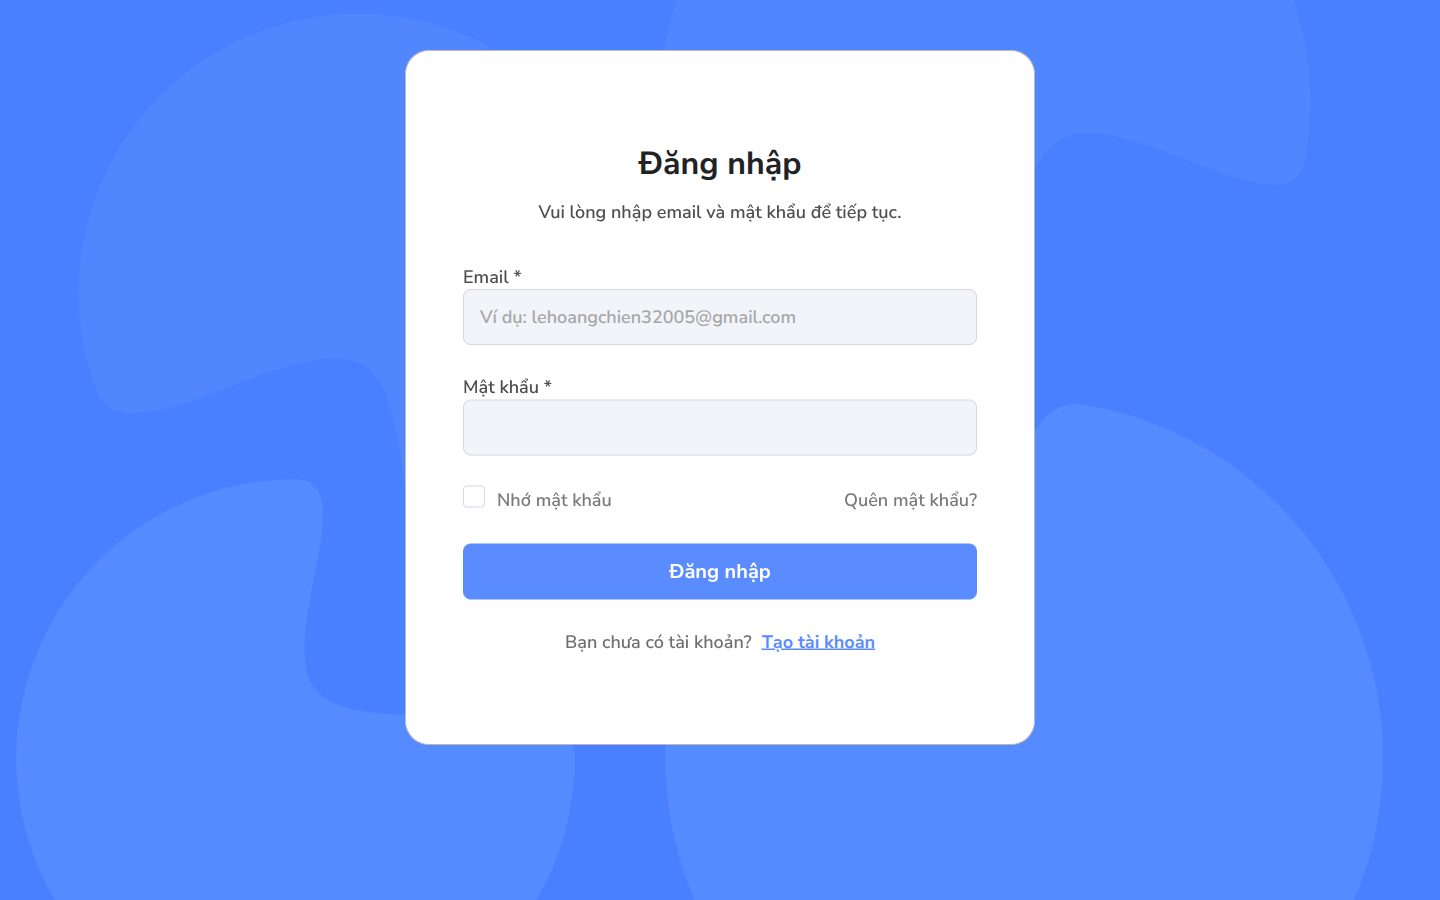 Đăng nhập
Vui lòng nhập email và mật khẩu để tiếp tục.
Email *
Ví dụ: lehoangchien32005@gmail.com
Mật khẩu *
Nhớ mật khẩu
Quên mật khẩu?
Đăng nhập
Bạn chưa có tài khoản? Tạo tài khoản